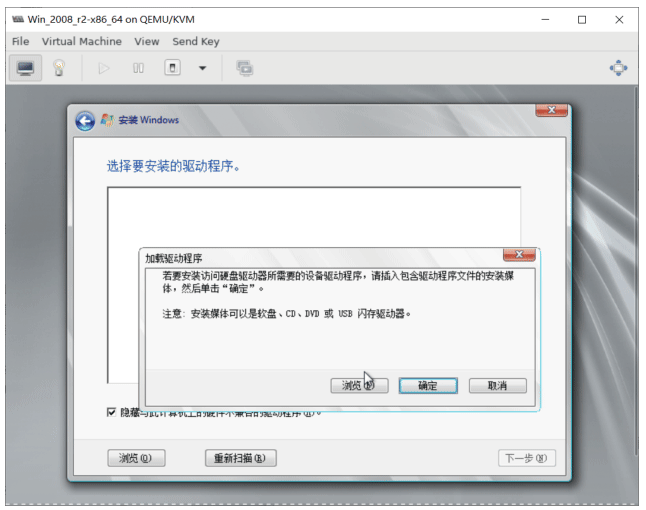 Win_2008_r2-x86_64 on QEMU/KVM
File Virtual Machine View Send Key
安装 Windows
选择要安装的驱动程序。
加载驱动程序
若要安装访问硬盘驱动器所需要的设备驱动程序，请插入包含驱动程序文件的安装媒
体，然后单击“确定”。
注意: 安装媒体可以是软盘、CD、DVD 或 USB 闪存驱动器。
浏览 确定 取消
隐藏与此计算机上的硬件不兼容的驱动程序(H)。
浏览(O) 重新扫描(R) 下一步(N)